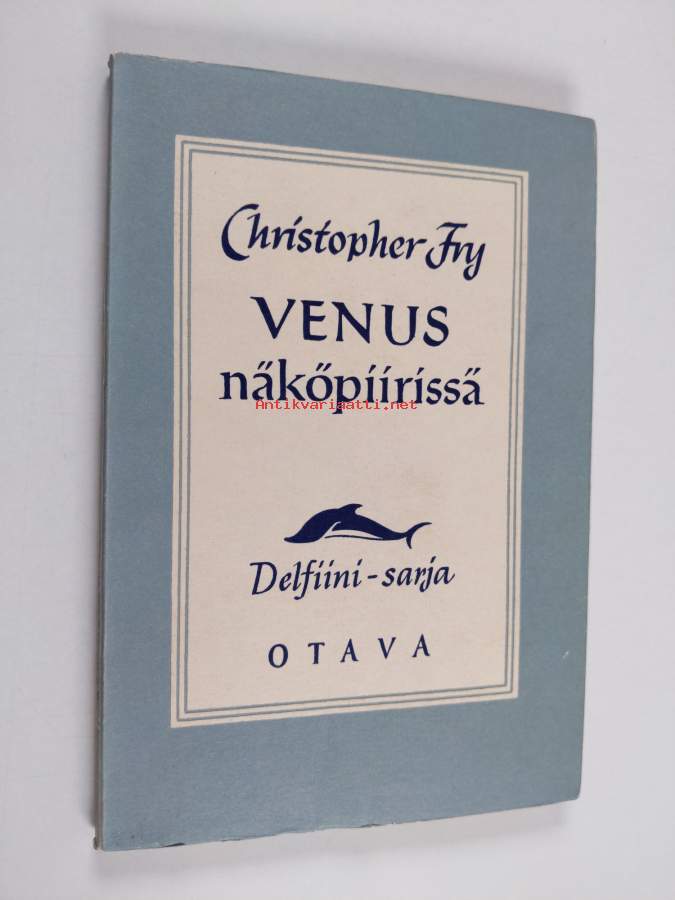 Christopher Fry
VENUS
näköpiirissä
Antikvariaatti.net
Delfiini-sarja
OTAVA